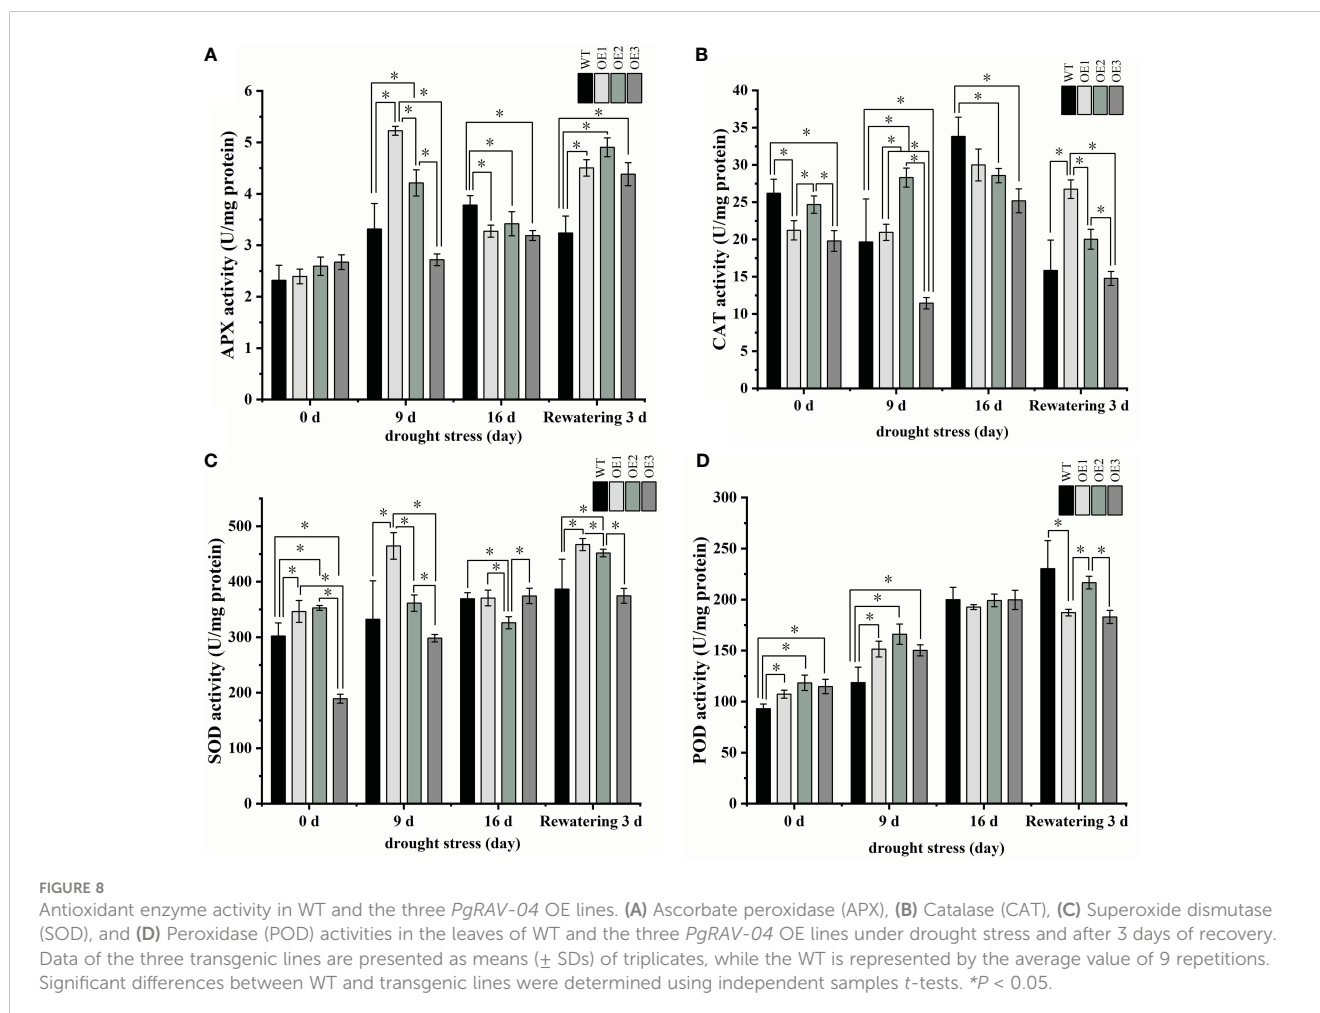 A
WT
OE1
OE2
OE3
APX activity (U/mg protein)
6
5
4
3
2
1
0
* * * * * *
* * *
* * *
0 d 9 d 16 d Rewatering 3 d
drought stress (day)
B
WT
OE1
OE2
OE3
CAT activity (U/mg protein)
40
35
30
25
20
15
10
5
0
* * * *
* * * * *
* *
* * * *
0 d 9 d 16 d Rewatering 3 d
drought stress (day)
C
WT
OE1
OE2
OE3
SOD activity (U/mg protein)
500
400
300
200
100
0
* * * * *
* * * *
* * *
* * * *
0 d 9 d 16 d Rewatering 3 d
drought stress (day)
D
WT
OE1
OE2
OE3
POD activity (U/mg protein)
300
250
200
150
100
50
0
* * *
* * *
* * *
0 d 9 d 16 d Rewatering 3 d
drought stress (day)
FIGURE 8
Antioxidant enzyme activity in WT and the three PgRAV-04 OE lines. (A) Ascorbate peroxidase (APX), (B) Catalase (CAT), (C) Superoxide dismutase
(SOD), and (D) Peroxidase (POD) activities in the leaves of WT and the three PgRAV-04 OE lines under drought stress and after 3 days of recovery.
Data of the three transgenic lines are presented as means (± SDs) of triplicates, while the WT is represented by the average value of 9 repetitions.
Significant differences between WT and transgenic lines were determined using independent samples t-tests. *P < 0.05.